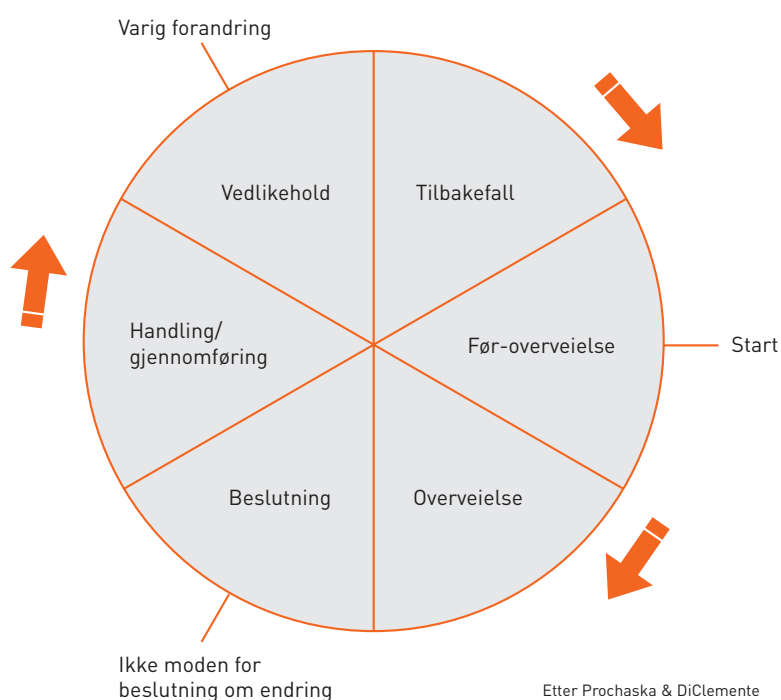 Varig forandring
Vedlikehold
Tilbakefall
Handling/
gjennomføring
Før-overveielse
Start
Beslutning
Overveielse
Ikke moden for
beslutning om endring
Etter Prochaska & DiClemente